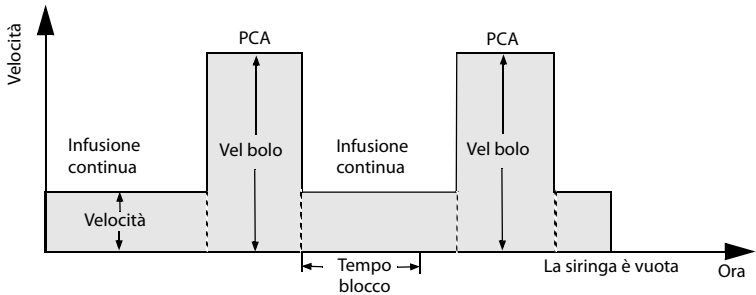 Velocità
PCA
PCA
Infusione
continua
Vel bolo
Infusione
continua
Vel bolo
Velocità
Tempo
blocco
La siringa è vuota
Ora